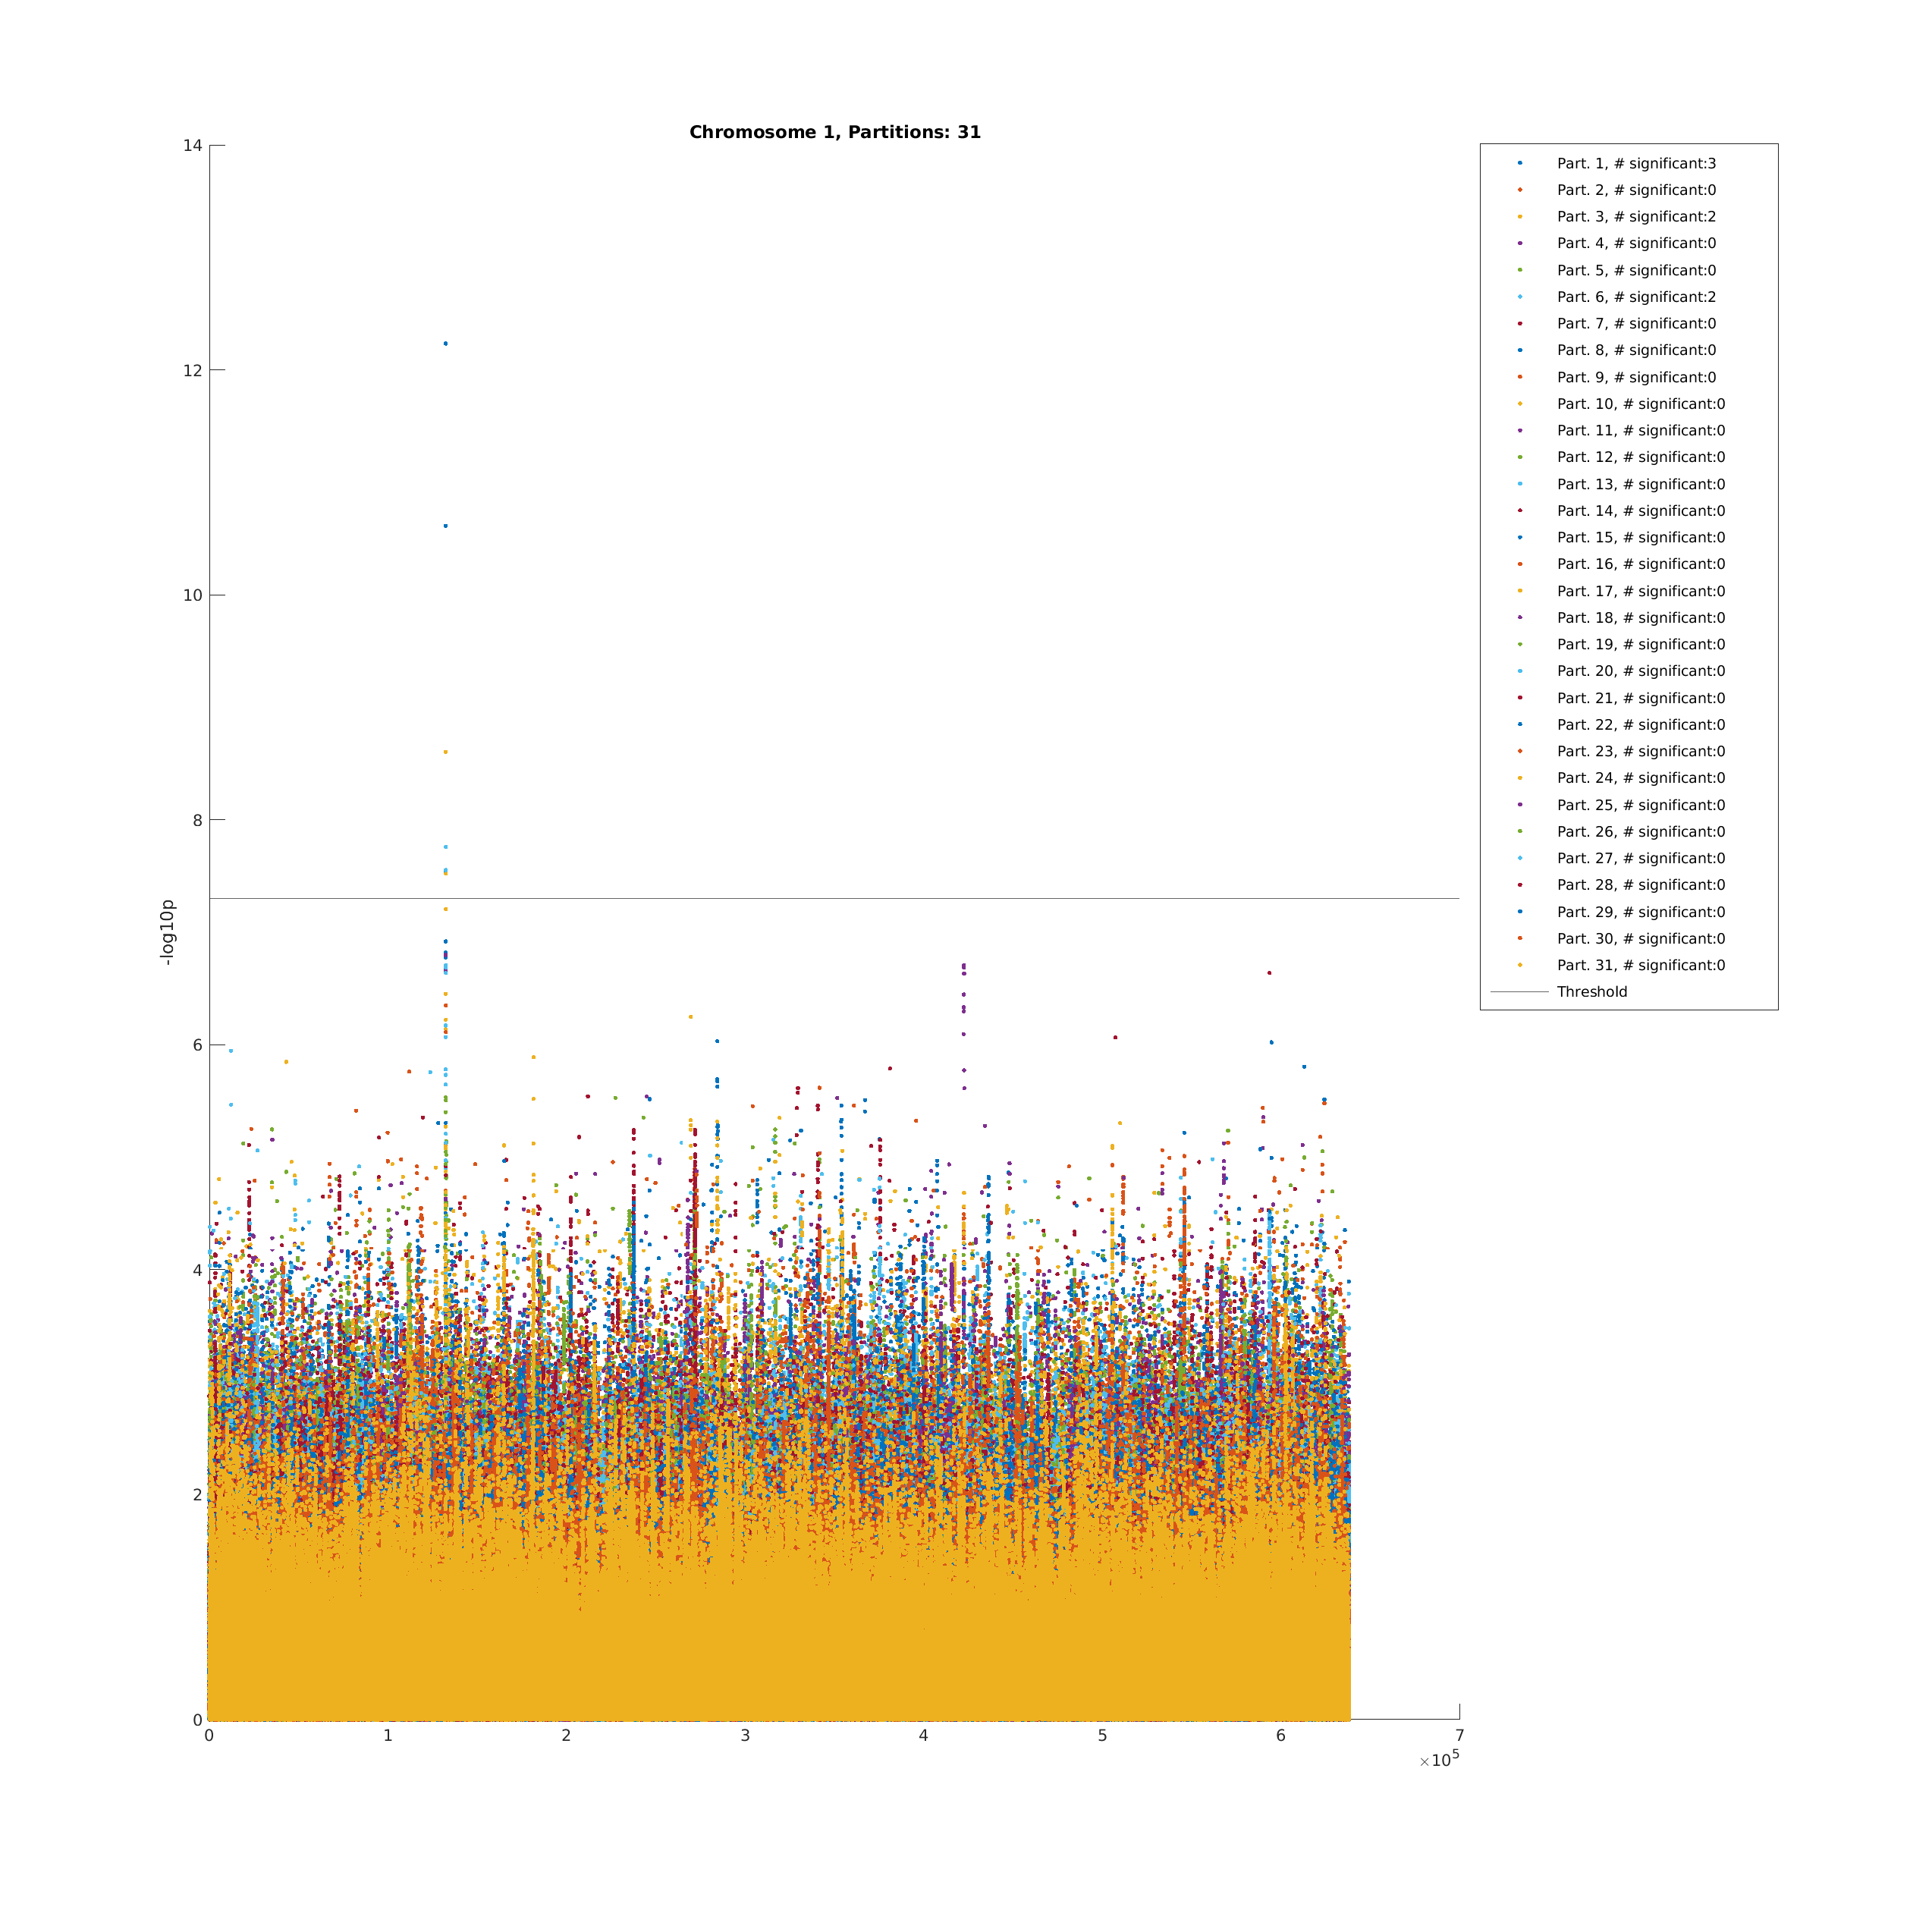 Chromosome 1, Partitions: 31
14
12
10
8
6
4
2
0
-log10p
0 1 2 3 4 5 6 7
×10^5
Part. 1, # significant:3
Part. 2, # significant:0
Part. 3, # significant:2
Part. 4, # significant:0
Part. 5, # significant:0
Part. 6, # significant:2
Part. 7, # significant:0
Part. 8, # significant:0
Part. 9, # significant:0
Part. 10, # significant:0
Part. 11, # significant:0
Part. 12, # significant:0
Part. 13, # significant:0
Part. 14, # significant:0
Part. 15, # significant:0
Part. 16, # significant:0
Part. 17, # significant:0
Part. 18, # significant:0
Part. 19, # significant:0
Part. 20, # significant:0
Part. 21, # significant:0
Part. 22, # significant:0
Part. 23, # significant:0
Part. 24, # significant:0
Part. 25, # significant:0
Part. 26, # significant:0
Part. 27, # significant:0
Part. 28, # significant:0
Part. 29, # significant:0
Part. 30, # significant:0
Part. 31, # significant:0
Threshold